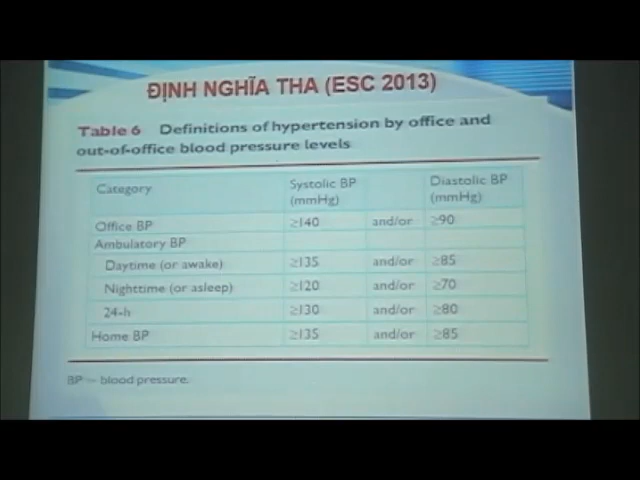 ĐỊNH NGHĨA THA (ESC 2013)
Table 6 Definitions of hypertension by office and
out-of-office blood pressure levels
Category Systolic BP (mmHg) Diastolic BP (mmHg)
Office BP ≥140 and/or ≥90
Ambulatory BP
Daytime (or awake) ≥135 and/or ≥85
Nighttime (or asleep) ≥120 and/or ≥70
24-h ≥130 and/or ≥80
Home BP ≥135 and/or ≥85
BP = blood pressure.